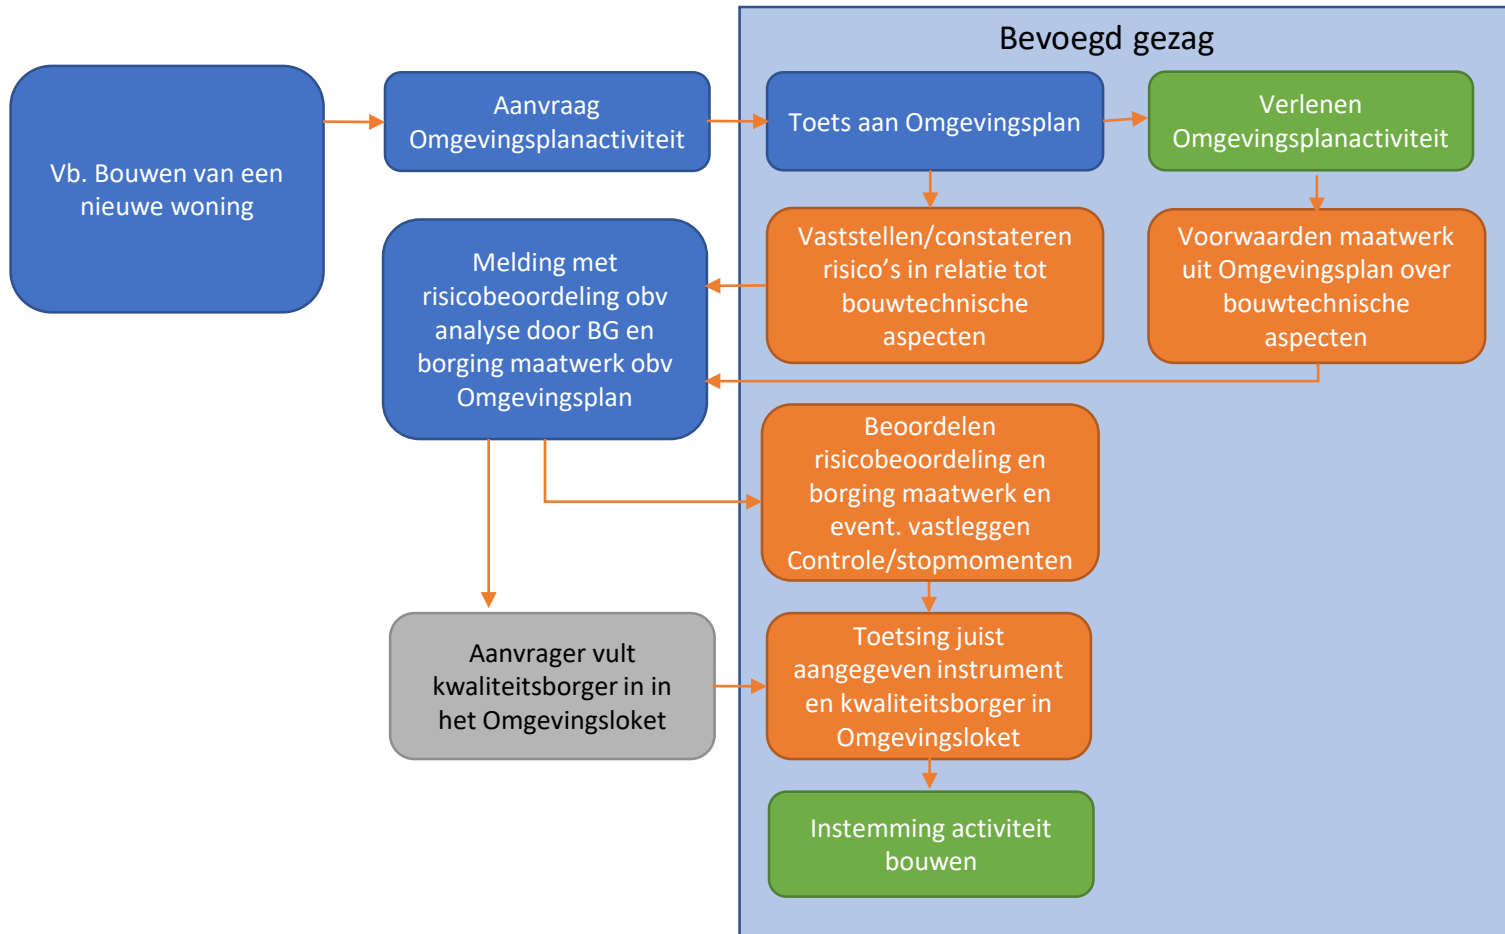 Bevoegd gezag
Vb. Bouwen van een
nieuwe woning
Aanvraag
Omgevingsplanactiviteit
Toets aan Omgevingsplan
Verlenen
Omgevingsplanactiviteit
Melding met
risicobeoordeling obv
analyse door BG en
borging maatwerk obv
Omgevingsplan
Vaststellen/constateren
risico’s in relatie tot
bouwtechnische
aspecten
Voorwaarden maatwerk
uit Omgevingsplan over
bouwtechnische
aspecten
Beoordelen
risicobeoordeling en
borging maatwerk en
event. vastleggen
Controle/stopmomenten
Aanvrager vult
kwaliteitsborger in in
het Omgevingsloket
Toetsing juist
aangegeven instrument
en kwaliteitsborger in
Omgevingsloket
Instemming activiteit
bouwen